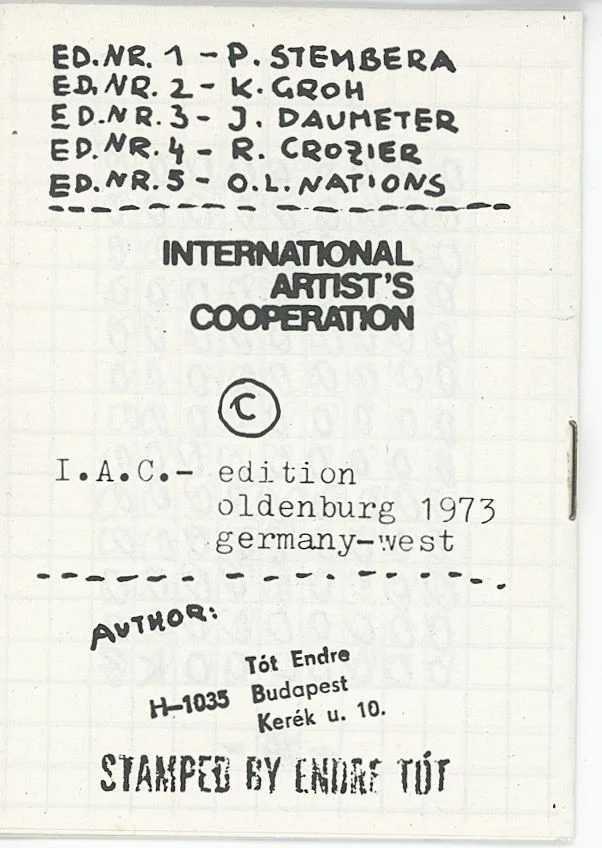 ED.NR. 1 - P. STEMBERA
ED.NR. 2 - K. GROH
ED.NR. 3 - J. DAUMETER
ED.NR. 4 - R. CROZIER
ED.NR. 5 - O.L. NATIONS
INTERNATIONAL
ARTIST'S
COOPERATION
©
I.A.C.- edition
oldenburg 1973
germany-west
AUTHOR:
Tót Endre
H-1035 Budapest
Kerék u. 10.
STAMPED BY ENDRE TÓT